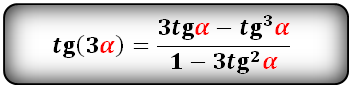 tg(3α) = (3tgα − tg³α) / (1 − 3tg²α)